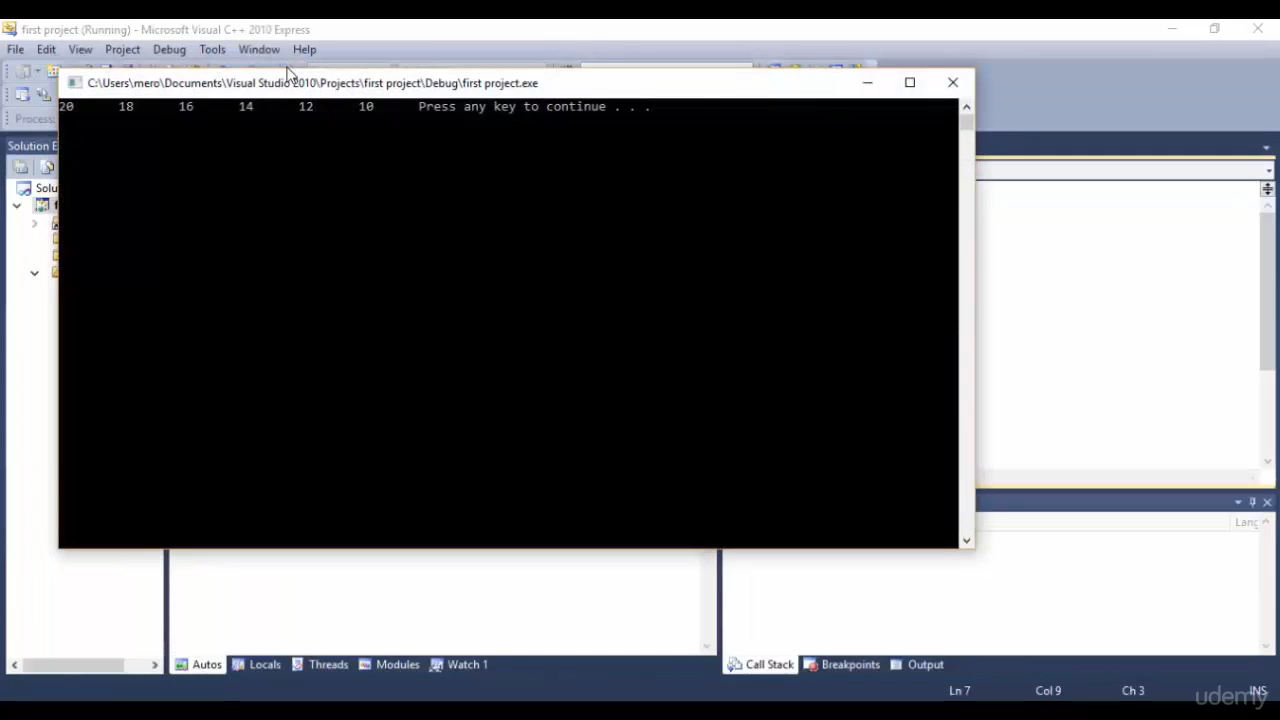 first project (Running) - Microsoft Visual C++ 2010 Express
File Edit View Project Debug Tools Window Help
C:\Users\mero\Documents\Visual Studio 2010\Projects\first project\Debug\first project.exe
20 18 16 14 12 10 Press any key to continue . . .
Process:
Solution E
Solu
f
Lang
Autos Locals Threads Modules Watch 1
Call Stack Breakpoints Output
Ln 7 Col 9 Ch 3 INS
udemy